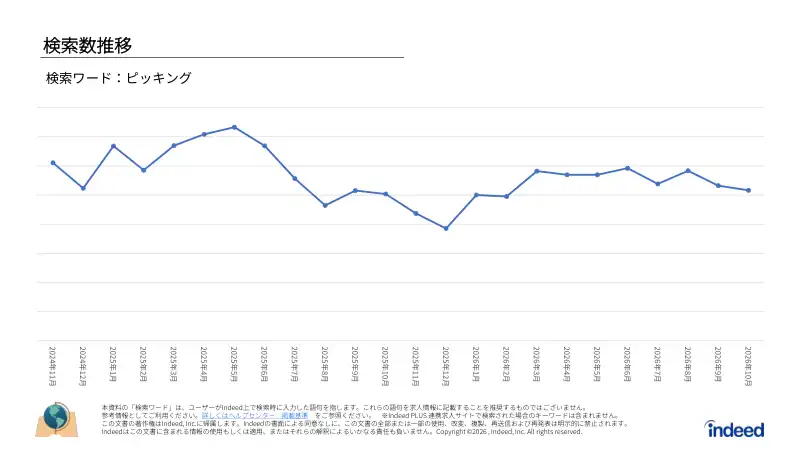 検索数推移
検索ワード：ピッキング
2024年11月
2024年12月
2025年1月
2025年2月
2025年3月
2025年4月
2025年5月
2025年6月
2025年7月
2025年8月
2025年9月
2025年10月
2025年11月
2025年12月
2026年1月
2026年2月
2026年3月
2026年4月
2026年5月
2026年6月
2026年7月
2026年8月
2026年9月
2026年10月
本資料の「検索ワード」は、ユーザーがIndeed上で検索時に入力した語句を指します。これらの語句を求人情報に記載することを推奨するものではございません。
参考情報としてご利用ください。詳しくはヘルプセンター　掲載基準　をご参照ください。　※Indeed PLUS 連携求人サイトで検索された場合のキーワードは含まれません。
この文書の著作権はIndeed, Inc.に帰属します。Indeedの書面による同意なしに、この文書の全部または一部の使用、改変、複製、再送信および再発表は明示的に禁止されます。
Indeedはこの文書に含まれる情報の使用もしくは適用、またはそれらの解釈によるいかなる責任も負いません。Copyright ©2026 , Indeed, Inc. All rights reserved.
indeed